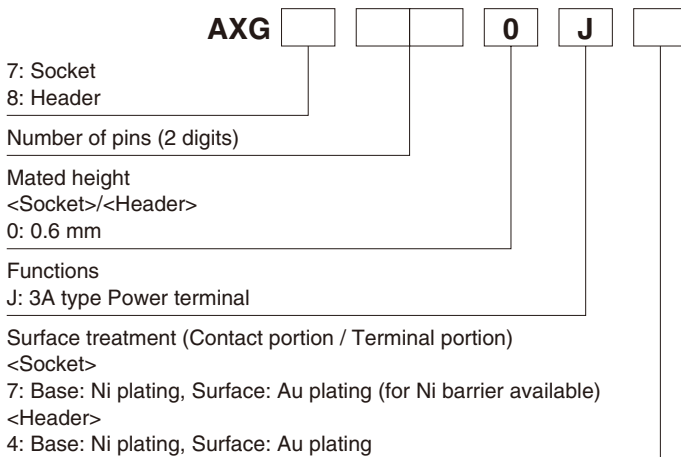 AXG 0 J
7: Socket
8: Header
Number of pins (2 digits)
Mated height
<Socket>/<Header>
0: 0.6 mm
Functions
J: 3A type Power terminal
Surface treatment (Contact portion / Terminal portion)
<Socket>
7: Base: Ni plating, Surface: Au plating (for Ni barrier available)
<Header>
4: Base: Ni plating, Surface: Au plating